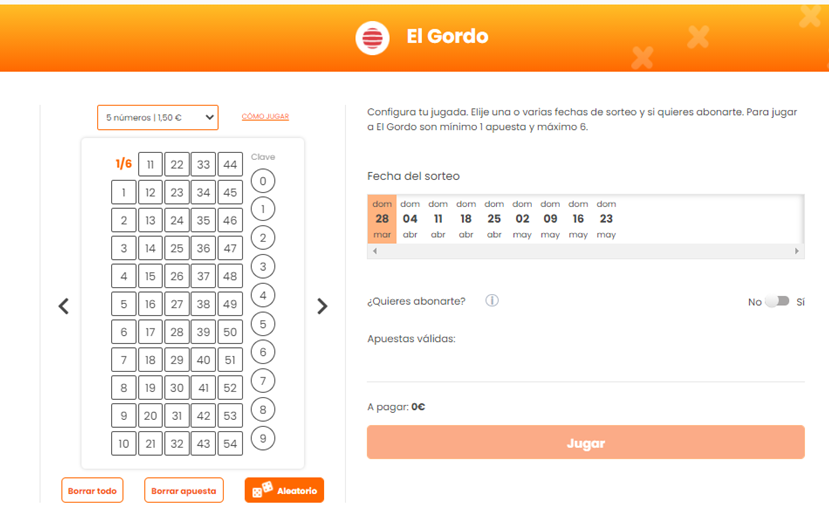 El Gordo
5 números | 1,50 €
CÓMO JUGAR
1/6 11 22 33 44
Clave
1 12 23 34 45
2 13 24 35 46
3 14 25 36 47
4 15 26 37 48
5 16 27 38 49
6 17 28 39 50
7 18 29 40 51
8 19 30 41 52
9 20 31 42 53
10 21 32 43 54
0
1
2
3
4
5
6
7
8
9
Borrar todo
Borrar apuesta
Aleatorio
Configura tu jugada. Elije una o varias fechas de sorteo y si quieres abonarte. Para jugar
a El Gordo son mínimo 1 apuesta y máximo 6.
Fecha del sorteo
dom dom dom dom dom dom dom dom dom
28 04 11 18 25 02 09 16 23
mar abr abr abr abr may may may may
¿Quieres abonarte? i
No Sí
Apuestas válidas:
A pagar: 0€
Jugar